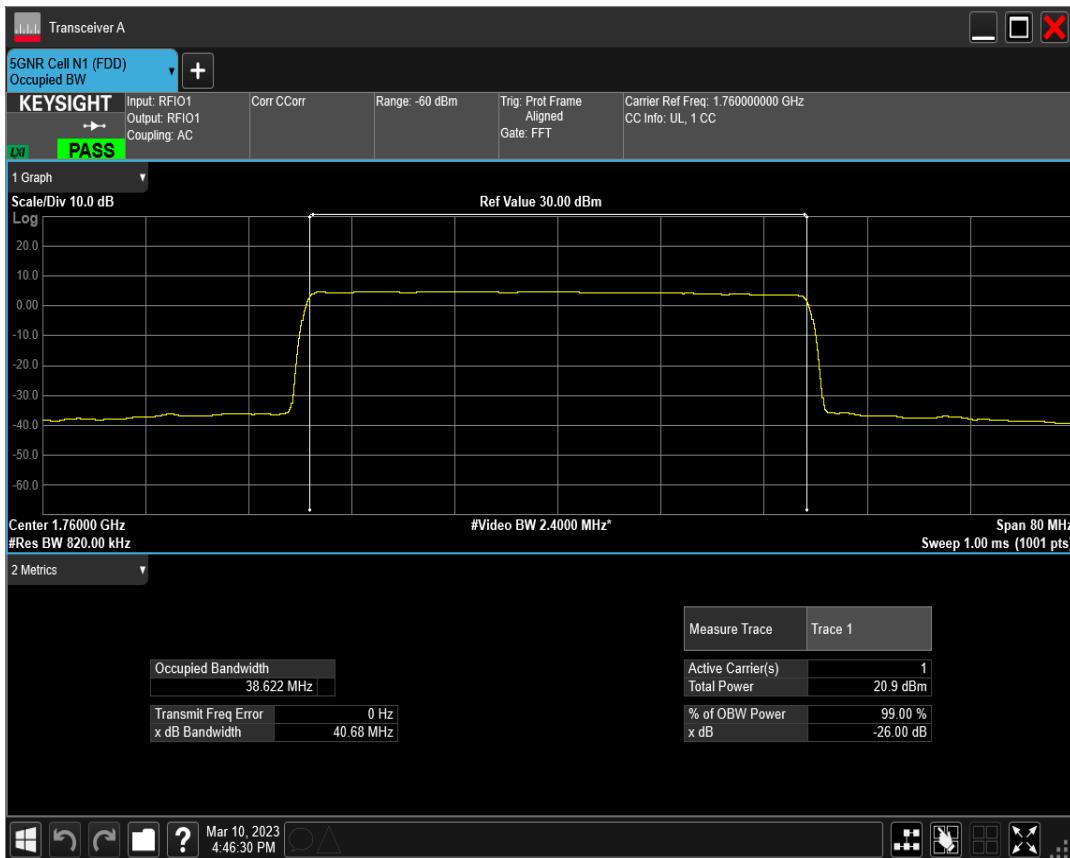 Transceiver A
5GNR Cell N1 (FDD)
Occupied BW
+
KEYSIGHT
LXI
PASS
Input: RFIO1
Output: RFIO1
Coupling: AC
Corr CCorr
Range: -60 dBm
Trig: Prot Frame
Aligned
Gate: FFT
Carrier Ref Freq: 1.760000000 GHz
CC Info: UL, 1 CC
1 Graph
Scale/Div 10.0 dB
Ref Value 30.00 dBm
Log
20.0
10.0
0.00
-10.0
-20.0
-30.0
-40.0
-50.0
-60.0
Center 1.76000 GHz
#Video BW 2.4000 MHz*
Span 80 MHz
#Res BW 820.00 kHz
Sweep 1.00 ms (1001 pts)
2 Metrics
Measure Trace Trace 1
Occupied Bandwidth
38.622 MHz
Active Carrier(s) 1
Total Power 20.9 dBm
Transmit Freq Error 0 Hz
x dB Bandwidth 40.68 MHz
% of OBW Power 99.00 %
x dB -26.00 dB
?
Mar 10, 2023
4:46:30 PM